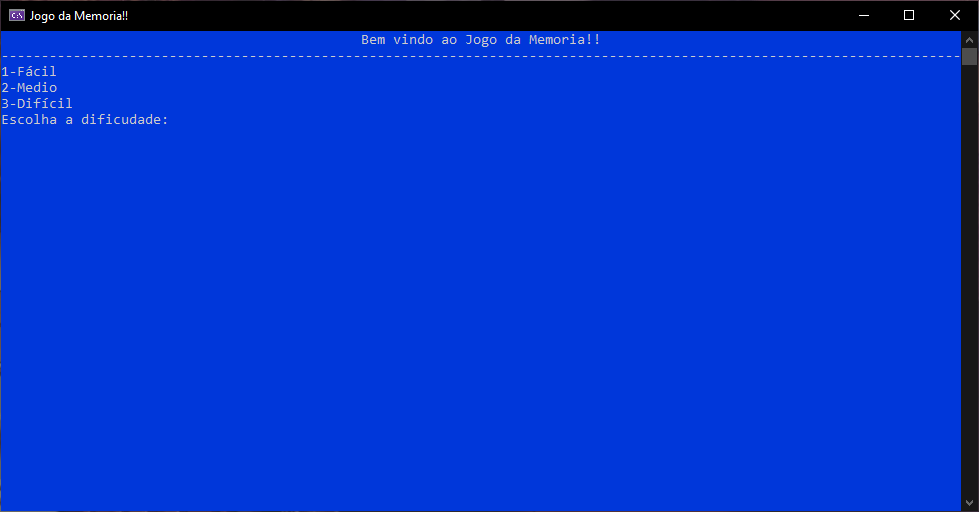 Jogo da Memoria!!
Bem vindo ao Jogo da Memoria!!
------------------------------------------------------------------------------------------------------------------------
1-Fácil
2-Medio
3-Difícil
Escolha a dificudade: